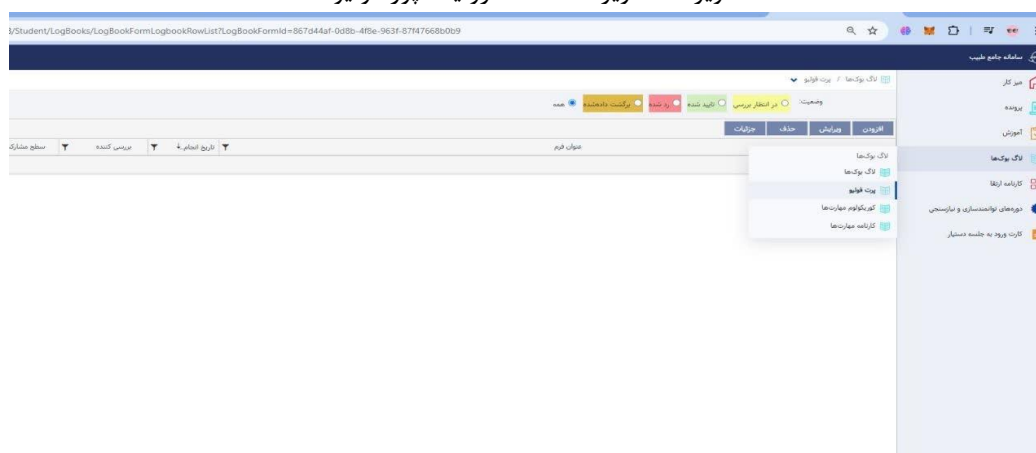 /Student/LogBooks/LogBookFormLogbookRowList?LogBookFormId=867d44af-0d8b-4f8e-963f-87f47668b0b9
سامانه جامع طبیب
میز کار
پرونده
آموزش
لاگ بوک‌ها
کارنامه ارتقا
دوره‌های توانمندسازی و نیازسنجی
کارت ورود به جلسه دستیار
لاگ بوک‌ها / پرت فولیو
وضعیت: در انتظار بررسی تایید شده رد شده برگشت داده‌شده همه
افزودن ویرایش حذف جزئیات
عنوان فرم تاریخ انجام بررسی کننده سطح مشارکت
لاگ بوک‌ها
لاگ بوک‌ها
پرت فولیو
کوریکولوم مهارت‌ها
کارنامه مهارت‌ها